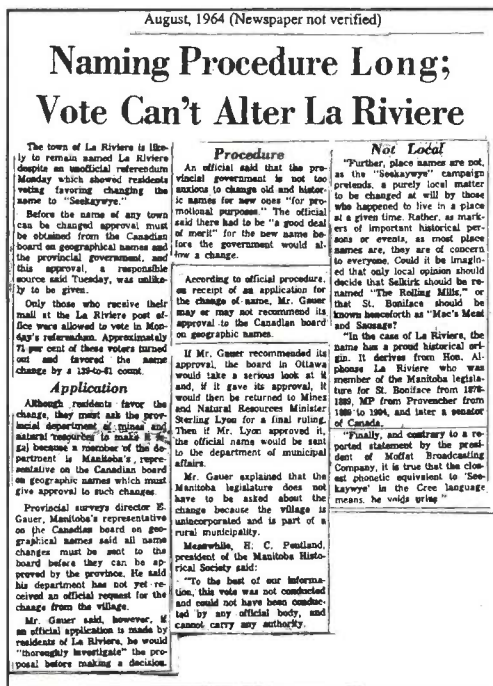 August, 1964 (Newspaper not verified)
Naming Procedure Long;
Vote Can't Alter La Riviere
The town of La Riviere is like-
ly to remain named La Riviere
despite an unofficial referendum
Monday which showed residents
voting favoring changing the
name to "Seekaywye."
Before the name of any town
can be changed approval must
be obtained from the Canadian
board on geographical names and
the provincial government, and
this approval, a responsible
source said Tuesday, was unlike-
ly to be given.
Only those who receive their
mail at the La Riviere post of-
fice were allowed to vote in Mon-
day's referendum. Approximately
71 per cent of these voters turned
out and favored the name
change by a 139-to-81 count.
Application
Although residents favor the
change, they must ask the prov-
incial department of mines and
natural resources to make it le-
gal because a member of the de-
partment is Manitoba's repre-
sentative on the Canadian board
on geographic names which must
give approval to such changes.
Provincial surveys director E.
Gauer, Manitoba's representative
on the Canadian board on geo-
graphical names said all name
changes must be sent to the
board before they can be ap-
proved by the province. He said
his department has not yet re-
ceived an official request for the
change from the village.
Mr. Gauer said, however, if
an official application is made by
residents of La Riviere, he would
"thoroughly investigate" the pro-
posal before making a decision.
Procedure
An official said that the pro-
vincial government is not too
anxious to change old and histor-
ic names for new ones "for pro-
motional purposes." The official
said there had to be "a good deal
of merit" for the new name be-
fore the government would al-
low a change.
According to official procedure,
on receipt of an application for
the change of name, Mr. Gauer
may or may not recommend its
approval to the Canadian board
on geographic names.
If Mr. Gauer recommended its
approval, the board in Ottawa
would take a serious look at it
and, if it gave its approval, it
would then be returned to Mines
and Natural Resources Minister
Sterling Lyon for a final ruling.
Then if Mr. Lyon approved it
the official name would be sent
to the department of municipal
affairs.
Mr. Gauer explained that the
Manitoba legislature does not
have to be asked about the
change because the village is
unincorporated and is part of a
rural municipality.
Meanwhile, H. C. Pentland,
president of the Manitoba Histo-
rical Society said:
"To the best of our informa-
tion, this vote was not conducted
and could not have been conduc-
ted by any official body, and
cannot carry any authority.
Not Local
"Further, place names are not,
as the "Seekaywye" campaign
pretends, a purely local matter
to be changed at will by those
who happened to live in a place
at a given time. Rather, as mark-
ers of important historical per-
sons or events, as most place
names are, they are of concern
to everyone. Could it be imagin-
ed that only local opinion should
decide that Selkirk should be re-
named "The Rolling Mills," or
that St. Boniface should be
known henceforth as "Mac's Meat
and Sausage?
"In the case of La Riviere, the
name has a proud historical ori-
gin. It derives from Hon. Al-
phonse La Riviere who was
member of the Manitoba legisla-
ture for St. Boniface from 1878-
1889, MP from Provencher from
1889 to 1904, and later a senator
of Canada.
"Finally, and contrary to a re-
ported statement by the presi-
dent of Moffat Broadcasting
Company, it is true that the clos-
est phonetic equivalent to 'See-
kaywye' in the Cree language
means, he voids urine "